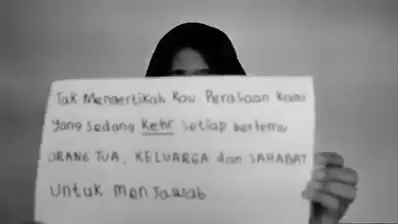 Tak Mengertikah Kau Perasaan Kami
yang sedang Ketir setiap bertemu
ORANG TUA, KELUARGA dan SAHABAT
untuk menjawab